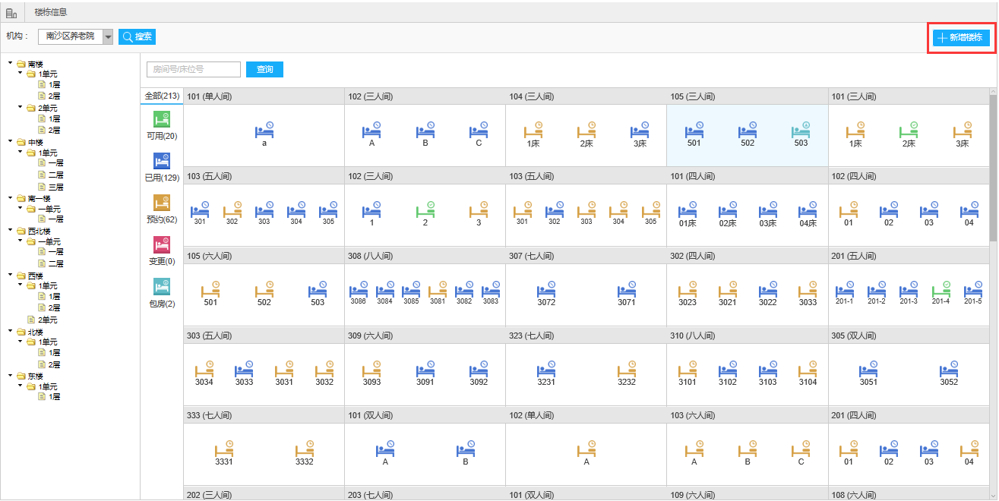 楼栋信息
机构： 南沙区养老院 搜索 新增楼栋
南楼
1单元
1层
2层
2单元
1层
2层
中楼
1单元
一层
二层
三层
南一楼
一单元
一层
西北楼
一单元
一层
二层
西楼
1单元
1层
2层
2单元
北楼
1单元
1层
2层
东楼
1单元
1层
房间号/床位号 查询
全部(213)
可用(20)
已用(129)
预约(62)
变更(0)
包房(2)
101 (单人间) 102 (三人间) 104 (三人间) 105 (三人间) 101 (三人间)
a A B C 1床 2床 3床 501 502 503 1床 2床 3床
103 (五人间) 102 (三人间) 103 (五人间) 101 (四人间) 102 (四人间)
301 302 303 304 305 1 2 3 301 302 303 304 305 01床 02床 03床 04床 01 02 03 04
105 (六人间) 308 (八人间) 307 (七人间) 302 (四人间) 201 (五人间)
501 502 503 3086 3084 3085 3081 3082 3083 3072 3071 3023 3021 3022 3033 201-1 201-2 201-3 201-4 201-5
303 (五人间) 309 (六人间) 323 (七人间) 310 (八人间) 305 (双人间)
3034 3033 3031 3032 3093 3091 3092 3231 3232 3101 3102 3103 3104 3051 3052
333 (七人间) 101 (双人间) 102 (单人间) 103 (六人间) 201 (四人间)
3331 3332 A B A A B C 01 02 03 04
202 (三人间) 203 (七人间) 101 (双人间) 109 (六人间) 108 (六人间)